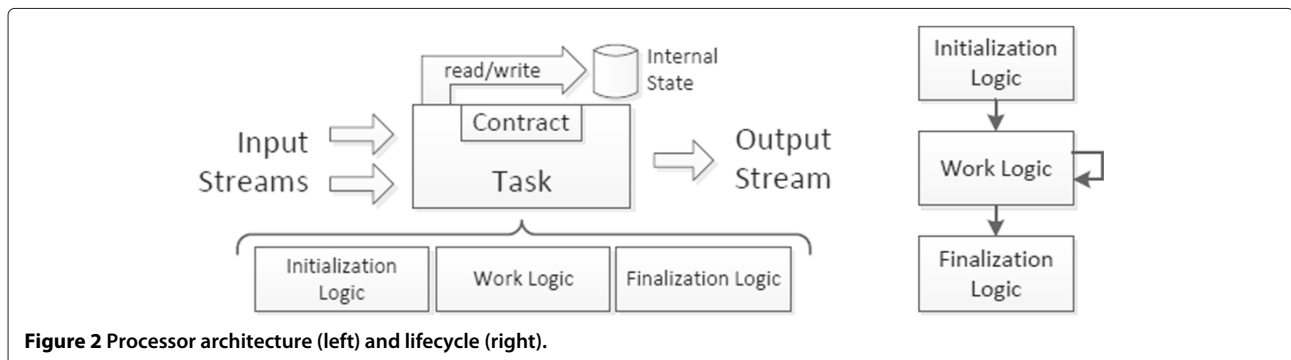 read/write
Internal
State
Contract
Input
Streams
Task
Output
Stream
Initialization
Logic
Work Logic
Finalization Logic
Initialization
Logic
Work Logic
Finalization
Logic
Figure 2 Processor architecture (left) and lifecycle (right).